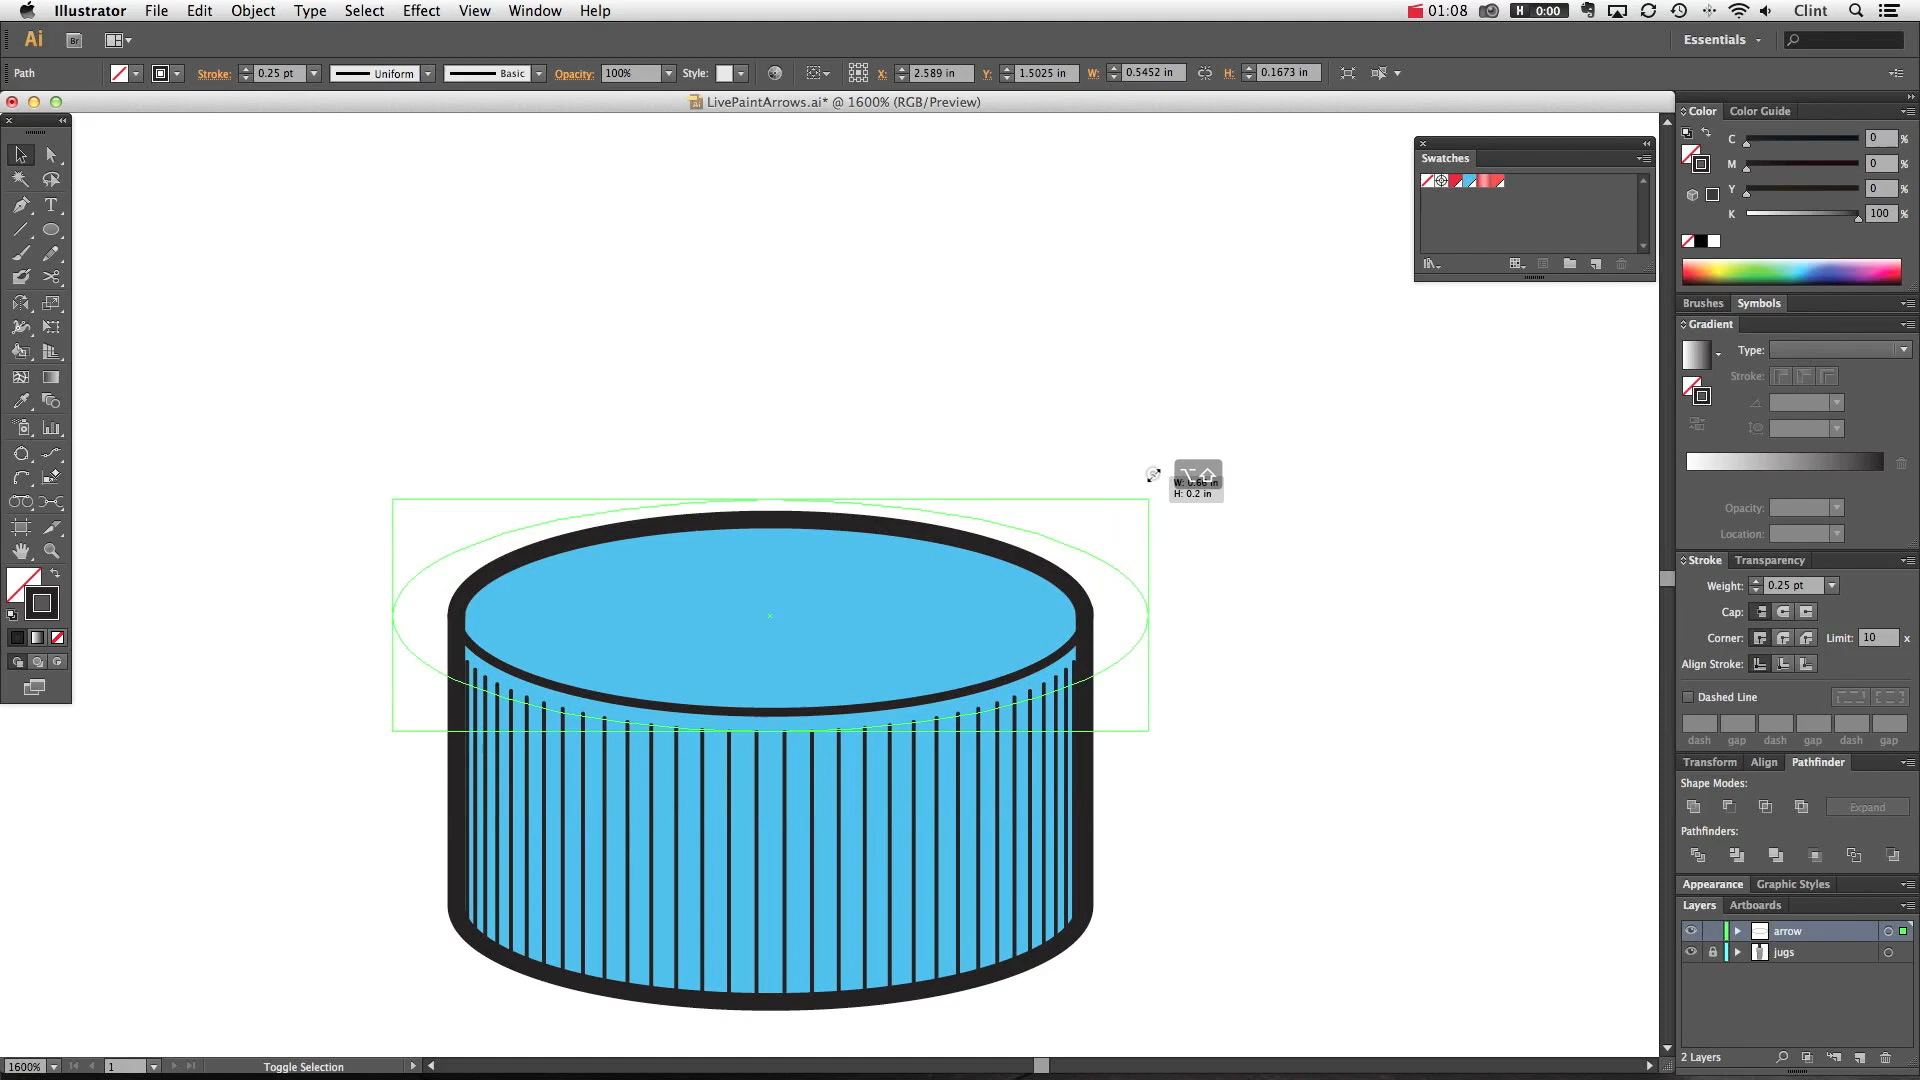 Illustrator File Edit Object Type Select Effect View Window Help 01:08 H 0:00 Clint
Ai Br Essentials
Path Stroke: 0.25 pt Uniform Basic Opacity: 100% Style: X: 2.589 in Y: 1.5025 in W: 0.5452 in H: 0.1673 in
LivePaintArrows.ai* @ 1600% (RGB/Preview)
Swatches
W: 0.66 in
H: 0.2 in
Color Color Guide
C 0 %
M 0 %
Y 0 %
K 100 %
Brushes Symbols
Gradient
Type:
Stroke:
Opacity:
Location:
Stroke Transparency
Weight: 0.25 pt
Cap:
Corner: Limit: 10 x
Align Stroke:
Dashed Line
dash gap dash gap dash gap
Transform Align Pathfinder
Shape Modes:
Expand
Pathfinders:
Appearance Graphic Styles
Layers Artboards
arrow
jugs
2 Layers
1600% 1 Toggle Selection